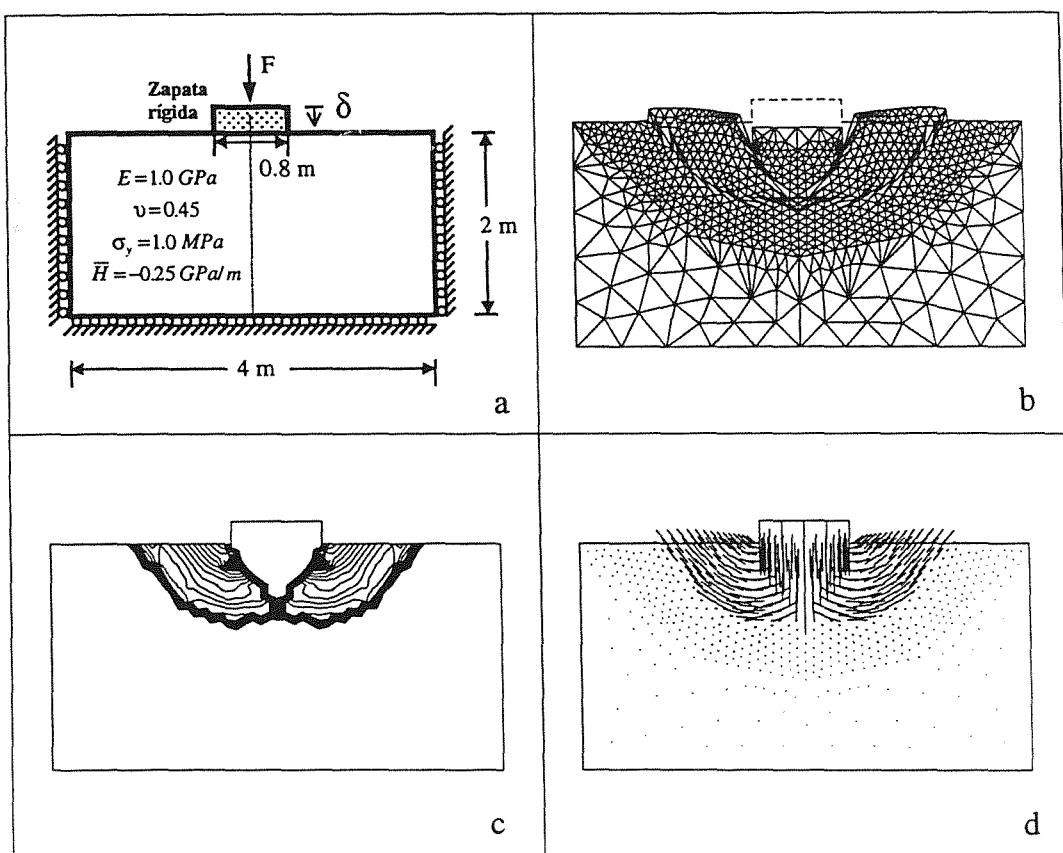 F
Zapata
rígida
δ
0.8 m
E=1.0 GPa
υ=0.45
σy=1.0 MPa
H̅=−0.25 GPa/m
2 m
4 m
a
b
c
d